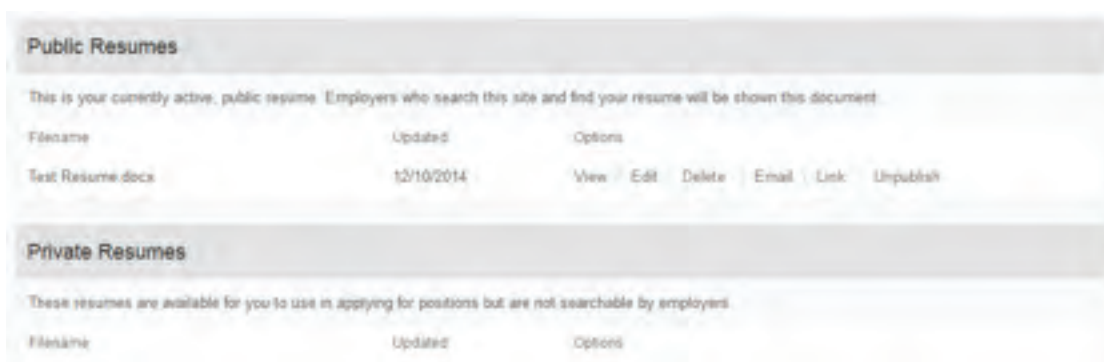 Public Resumes
This is your currently active, public resume. Employers who search this site and find your resume will be shown this document.
Filename Updated Options
Test Resume.docx 12/10/2014 View Edit Delete Email Link Unpublish
Private Resumes
These resumes are available for you to use in applying for positions but are not searchable by employers.
Filename Updated Options